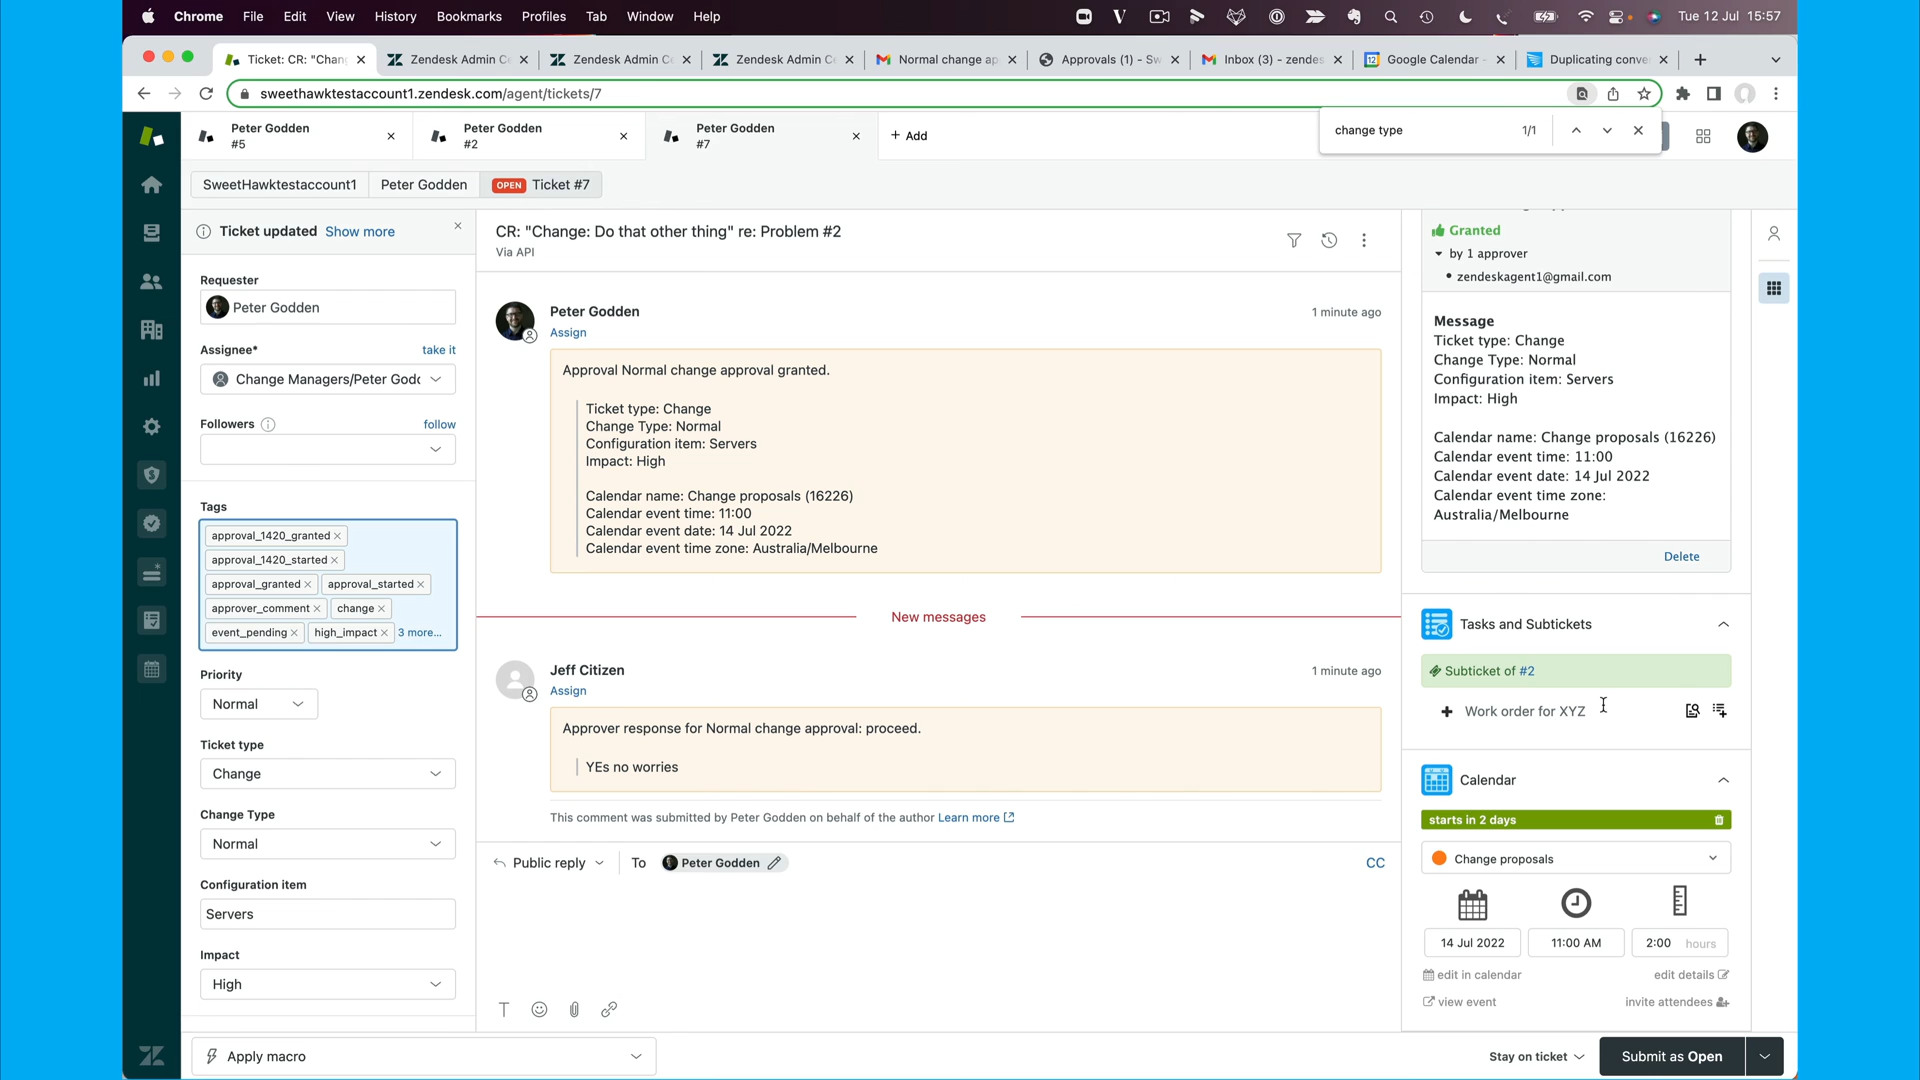 Chrome File Edit View History Bookmarks Profiles Tab Window Help
Tue 12 Jul 15:57
Ticket: CR: "Chang
Zendesk Admin Ce
Zendesk Admin Ce
Zendesk Admin Ce
Normal change ap
Approvals (1) - Sw
Inbox (3) - zendes
Google Calendar -
Duplicating conve
sweethawktestaccount1.zendesk.com/agent/tickets/7
Peter Godden
#5
Peter Godden
#2
Peter Godden
#7
+ Add
change type
1/1
SweetHawktestaccount1
Peter Godden
OPEN Ticket #7
Ticket updated Show more
Requester
Peter Godden
Assignee*
take it
Change Managers/Peter Godd
Followers
follow
Tags
approval_1420_granted
approval_1420_started
approval_granted
approval_started
approver_comment
change
event_pending
high_impact
3 more...
Priority
Normal
Ticket type
Change
Change Type
Normal
Configuration item
Servers
Impact
High
CR: "Change: Do that other thing" re: Problem #2
Via API
Peter Godden
1 minute ago
Assign
Approval Normal change approval granted.
Ticket type: Change
Change Type: Normal
Configuration item: Servers
Impact: High
Calendar name: Change proposals (16226)
Calendar event time: 11:00
Calendar event date: 14 Jul 2022
Calendar event time zone: Australia/Melbourne
New messages
Jeff Citizen
1 minute ago
Assign
Approver response for Normal change approval: proceed.
YEs no worries
This comment was submitted by Peter Godden on behalf of the author Learn more
Public reply
To
Peter Godden
CC
Granted
by 1 approver
zendeskagent1@gmail.com
Message
Ticket type: Change
Change Type: Normal
Configuration item: Servers
Impact: High
Calendar name: Change proposals (16226)
Calendar event time: 11:00
Calendar event date: 14 Jul 2022
Calendar event time zone:
Australia/Melbourne
Delete
Tasks and Subtickets
Subticket of #2
Work order for XYZ
Calendar
starts in 2 days
Change proposals
14 Jul 2022
11:00 AM
2:00 hours
edit in calendar
edit details
view event
invite attendees
Apply macro
Stay on ticket
Submit as Open